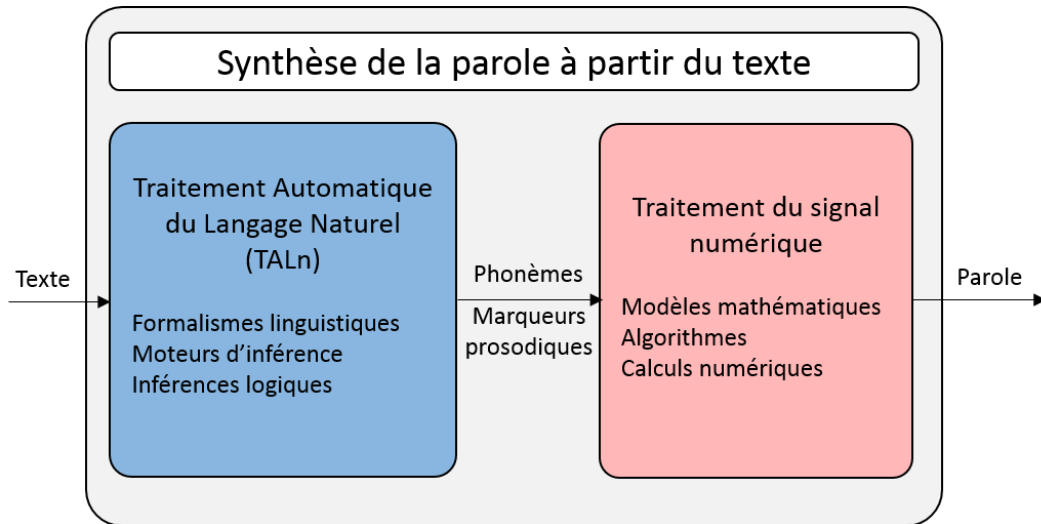 Synthèse de la parole à partir du texte
Texte
Traitement Automatique
du Langage Naturel
(TALn)
Formalismes linguistiques
Moteurs d’inférence
Inférences logiques
Phonèmes
Marqueurs
prosodiques
Traitement du signal
numérique
Modèles mathématiques
Algorithmes
Calculs numériques
Parole